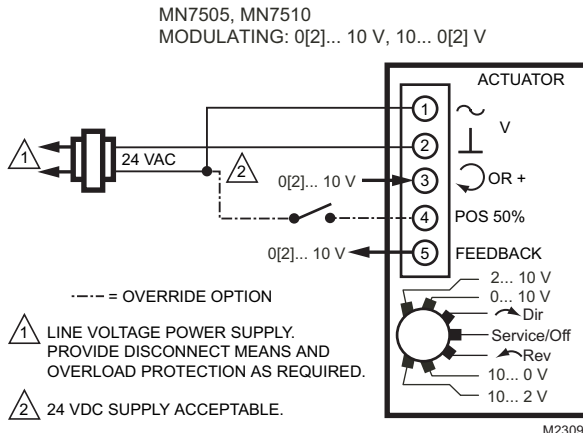 MN7505, MN7510
MODULATING: 0[2]... 10 V, 10... 0[2] V
ACTUATOR
1
V
2
1
24 VAC
2
0[2]... 10 V
3
OR +
4
POS 50%
0[2]... 10 V
5
FEEDBACK
2... 10 V
0... 10 V
Dir
Service/Off
Rev
10... 0 V
10... 2 V
= OVERRIDE OPTION
1 LINE VOLTAGE POWER SUPPLY.
PROVIDE DISCONNECT MEANS AND
OVERLOAD PROTECTION AS REQUIRED.
2 24 VDC SUPPLY ACCEPTABLE.
M2309